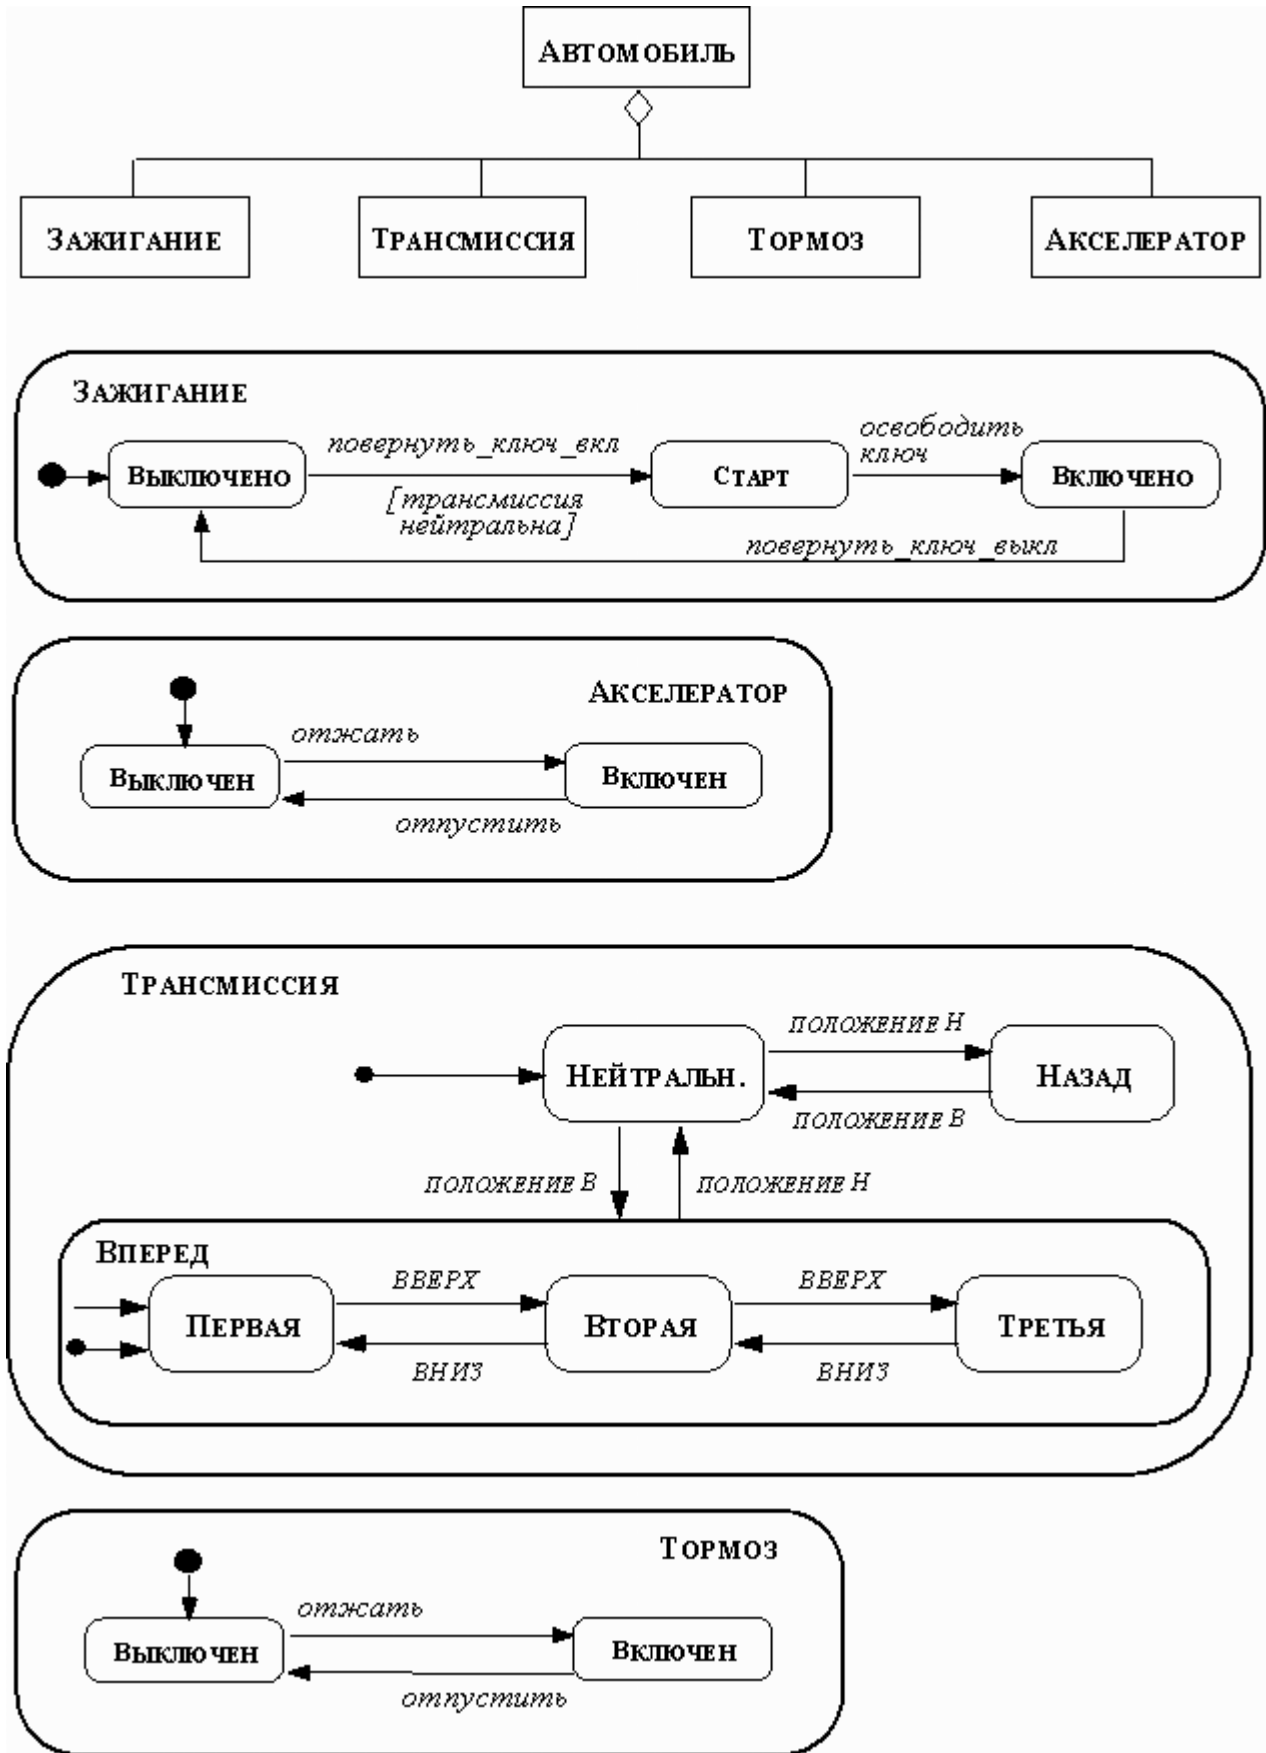 АВТОМОБИЛЬ
ЗАЖИГАНИЕ
ТРАНСМИССИЯ
ТОРМОЗ
АКСЕЛЕРАТОР
ЗАЖИГАНИЕ
повернуть_ключ_вкл
освободить
ключ
ВЫКЛЮЧЕНО
СТАРТ
ВКЛЮЧЕНО
[трансмиссия
нейтральна]
повернуть_ключ_выкл
АКСЕЛЕРАТОР
отжать
ВЫКЛЮЧЕН
ВКЛЮЧЕН
отпустить
ТРАНСМИССИЯ
ПОЛОЖЕНИЕ Н
НЕЙТРАЛЬН.
НАЗАД
ПОЛОЖЕНИЕ В
ПОЛОЖЕНИЕ В
ПОЛОЖЕНИЕ Н
ВПЕРЕД
ВВЕРХ
ВВЕРХ
ПЕРВАЯ
ВТОРАЯ
ТРЕТЬЯ
ВНИЗ
ВНИЗ
ТОРМОЗ
отжать
ВЫКЛЮЧЕН
ВКЛЮЧЕН
отпустить